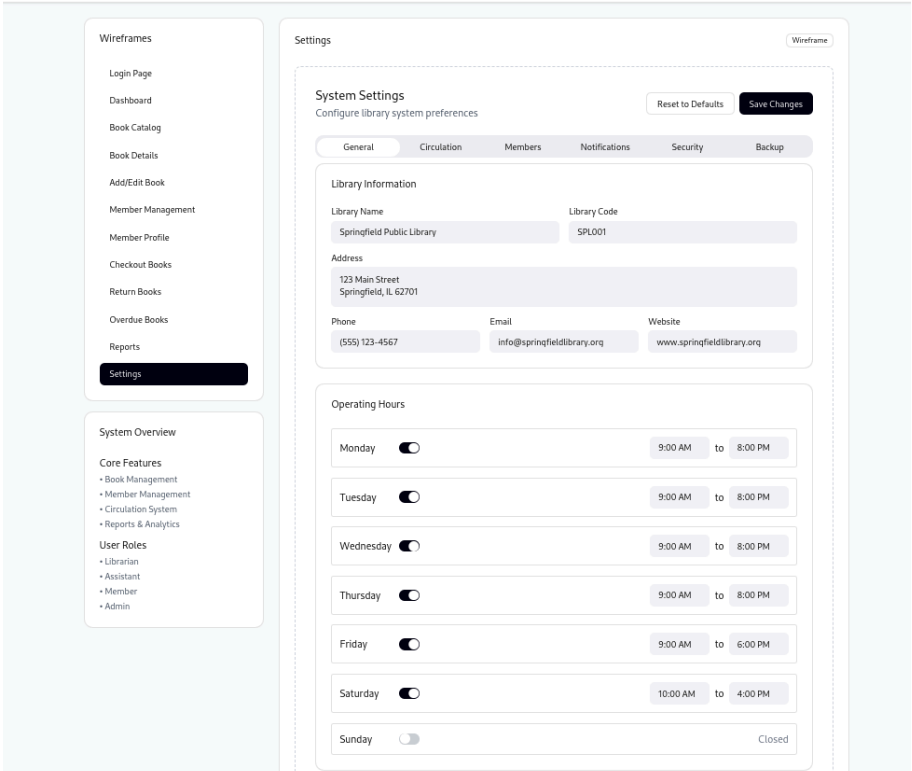 Wireframes
Login Page
Dashboard
Book Catalog
Book Details
Add/Edit Book
Member Management
Member Profile
Checkout Books
Return Books
Overdue Books
Reports
Settings
System Overview
Core Features
• Book Management
• Member Management
• Circulation System
• Reports & Analytics
User Roles
• Librarian
• Assistant
• Member
• Admin
Settings
Wireframe
System Settings
Configure library system preferences
Reset to Defaults
Save Changes
General Circulation Members Notifications Security Backup
Library Information
Library Name Library Code
Springfield Public Library SPL001
Address
123 Main Street
Springfield, IL 62701
Phone Email Website
(555) 123-4567 info@springfieldlibrary.org www.springfieldlibrary.org
Operating Hours
Monday 9:00 AM to 8:00 PM
Tuesday 9:00 AM to 8:00 PM
Wednesday 9:00 AM to 8:00 PM
Thursday 9:00 AM to 8:00 PM
Friday 9:00 AM to 6:00 PM
Saturday 10:00 AM to 4:00 PM
Sunday Closed